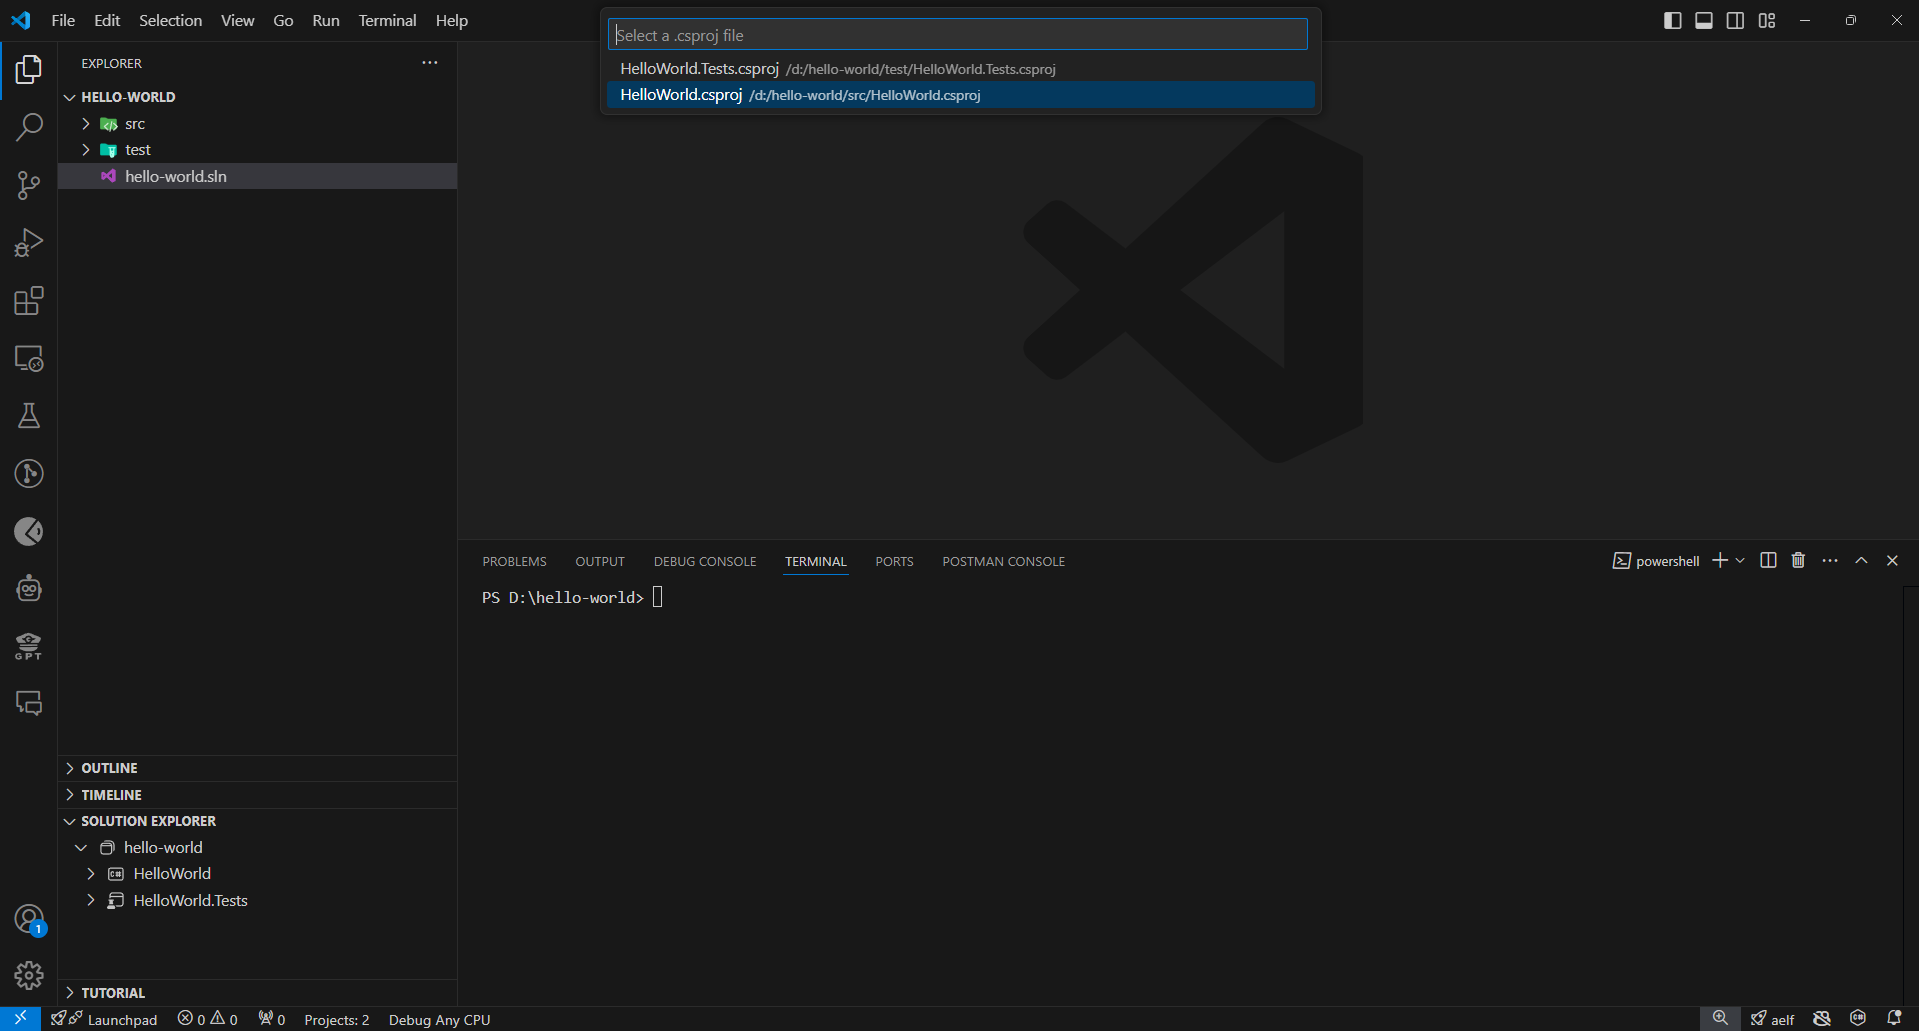 File Edit Selection View Go Run Terminal Help
Select a .csproj file
HelloWorld.Tests.csproj /d:/hello-world/test/HelloWorld.Tests.csproj
HelloWorld.csproj /d:/hello-world/src/HelloWorld.csproj
EXPLORER
HELLO-WORLD
src
test
hello-world.sln
GPT
OUTLINE
TIMELINE
SOLUTION EXPLORER
hello-world
C# HelloWorld
HelloWorld.Tests
TUTORIAL
1
PROBLEMS OUTPUT DEBUG CONSOLE TERMINAL PORTS POSTMAN CONSOLE
powershell
PS D:\hello-world>
Launchpad 0 0 0 Projects: 2 Debug Any CPU
aelf